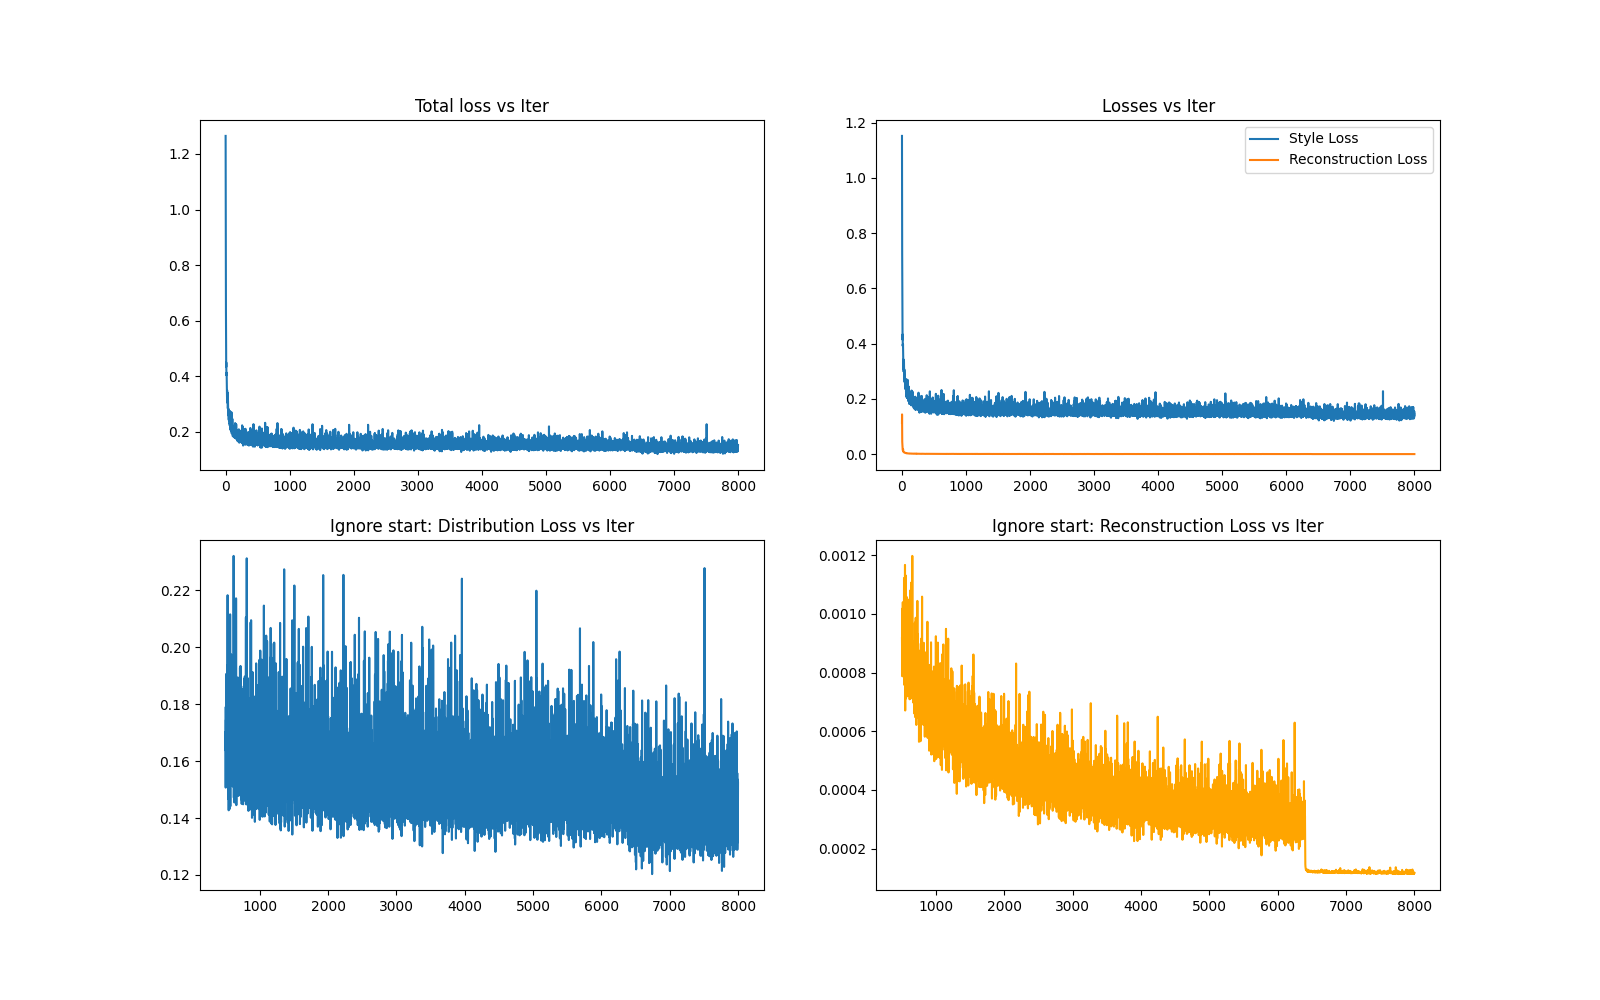 Total loss vs Iter
1.2
1.0
0.8
0.6
0.4
0.2
0 1000 2000 3000 4000 5000 6000 7000 8000
Losses vs Iter
Style Loss
Reconstruction Loss
1.2
1.0
0.8
0.6
0.4
0.2
0.0
0 1000 2000 3000 4000 5000 6000 7000 8000
Ignore start: Distribution Loss vs Iter
0.22
0.20
0.18
0.16
0.14
0.12
1000 2000 3000 4000 5000 6000 7000 8000
Ignore start: Reconstruction Loss vs Iter
0.0012
0.0010
0.0008
0.0006
0.0004
0.0002
1000 2000 3000 4000 5000 6000 7000 8000